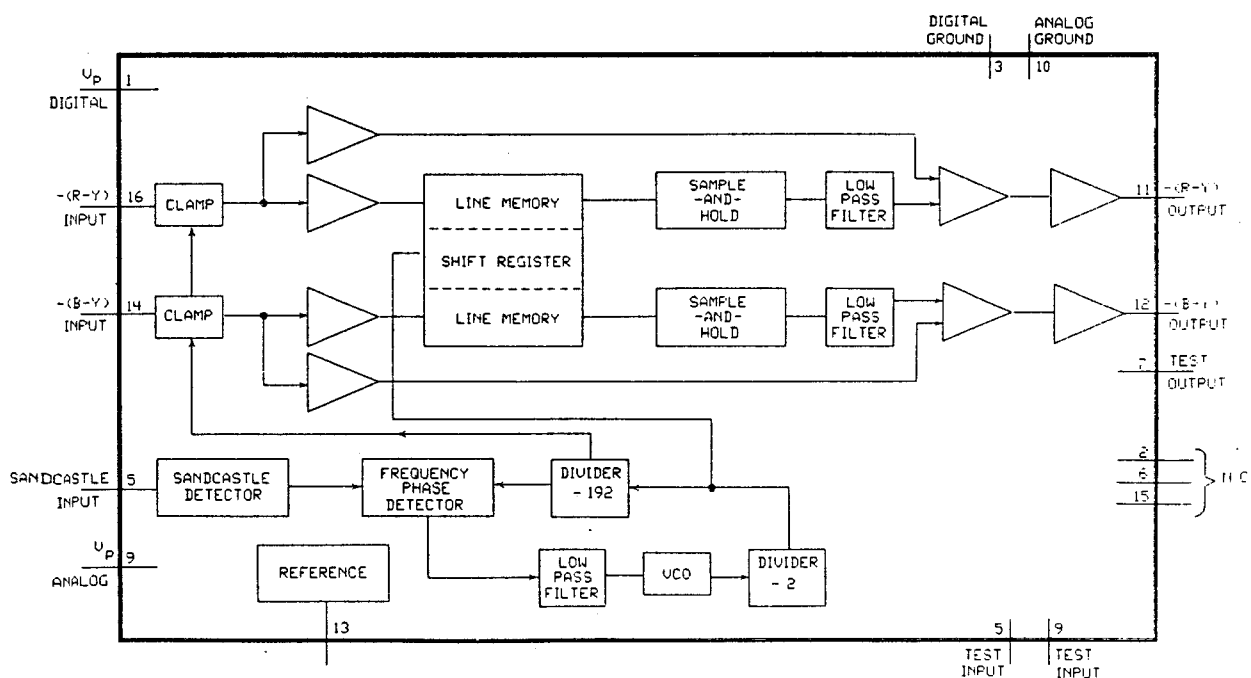 DIGITAL GROUND
ANALOG GROUND
3
10
VP
1
DIGITAL
-(R-Y) INPUT
16
CLAMP
LINE MEMORY
SAMPLE -AND- HOLD
LOW PASS FILTER
11
-(R-Y) OUTPUT
SHIFT REGISTER
-(B-Y) INPUT
14
CLAMP
LINE MEMORY
SAMPLE -AND- HOLD
LOW PASS FILTER
12
-(B-Y) OUTPUT
7
TEST OUTPUT
SANDCASTLE INPUT
5
SANDCASTLE DETECTOR
FREQUENCY PHASE DETECTOR
DIVIDER - 192
2
6
15
N C
VP
9
ANALOG
REFERENCE
13
LOW PASS FILTER
VCO
DIVIDER - 2
5
9
TEST INPUT
TEST INPUT